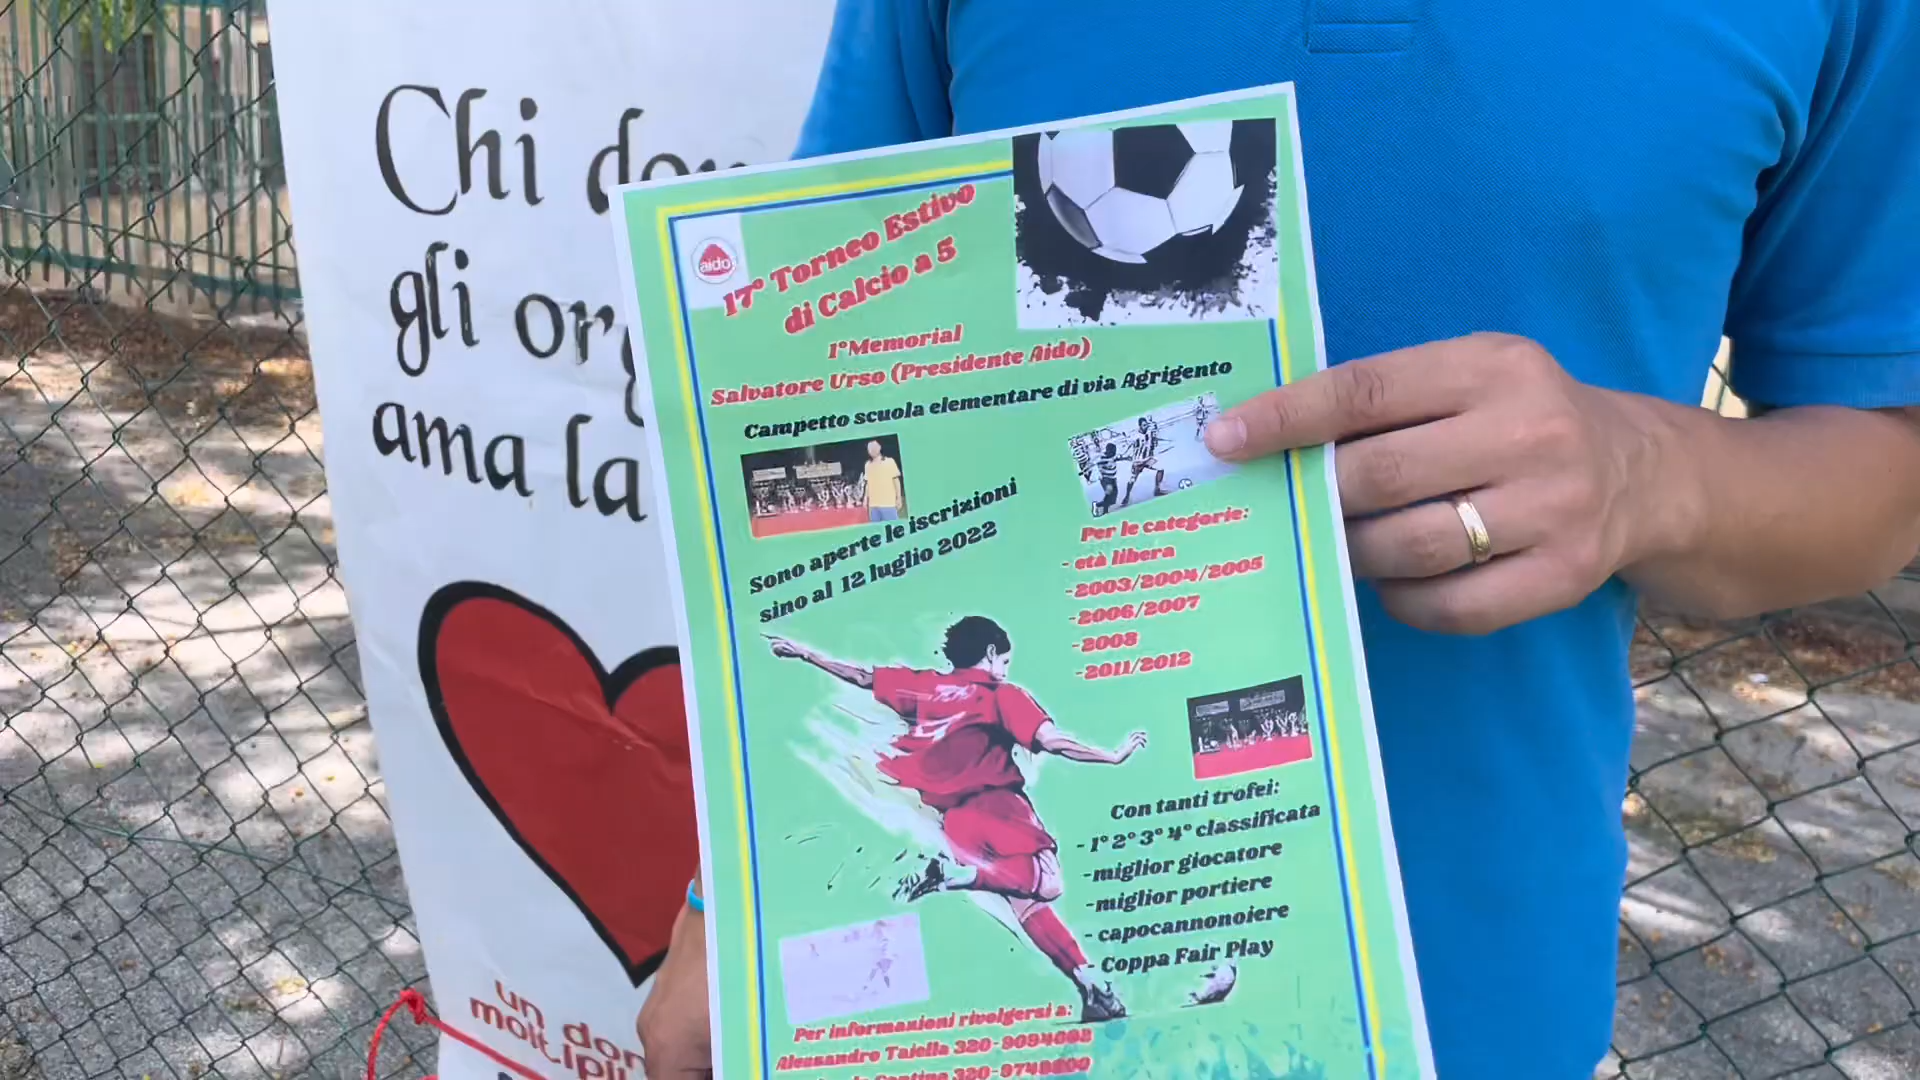 Chi
gli
ama la
un don
aido
17° Torneo Estivo
di Calcio a 5
1°Memorial
Salvatore Urso (Presidente Aido)
Campetto scuola elementare di via Agrigento
Sono aperte le iscrizioni
sino al 12 luglio 2022
Per le categorie:
- età libera
-2003/2004/2005
-2006/2007
-2008
-2011/2012
Con tanti trofei:
- 1° 2° 3° 4° classificata
-miglior giocatore
-miglior portiere
- capocannonoiere
- Coppa Fair Play
Per informazioni rivolgersi a:
Alessandro Taiella 320-9094002